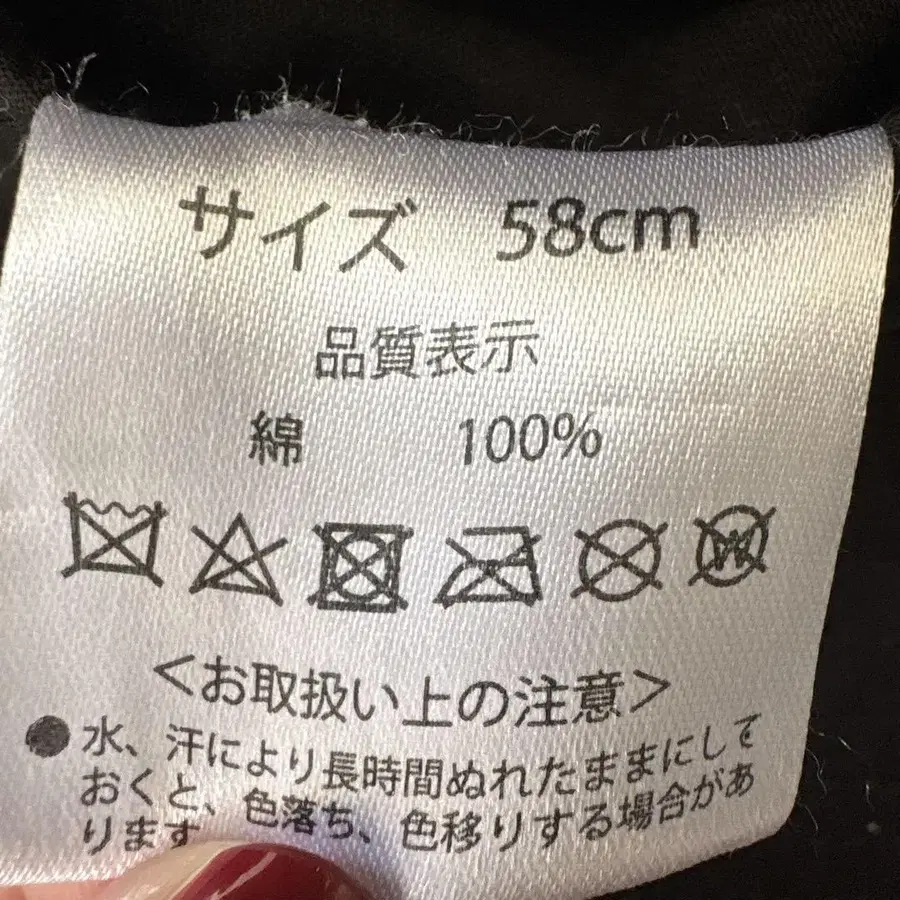 サイズ 58cm
品質表示
綿 100%
＜お取扱い上の注意＞
●水、汗により長時間ぬれたままにして
おくと、色落ち、色移りする場合があ
ります